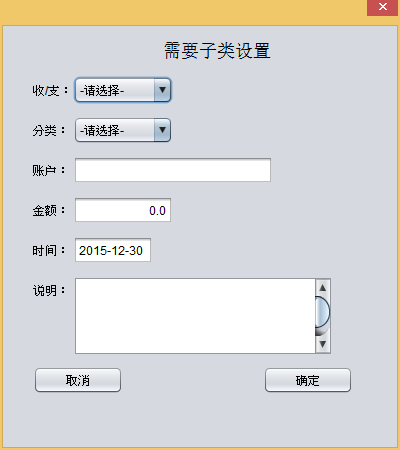 需要子类设置
收/支： -请选择-
分类： -请选择-
账户：
金额： 0.0
时间： 2015-12-30
说明：
取消 确定